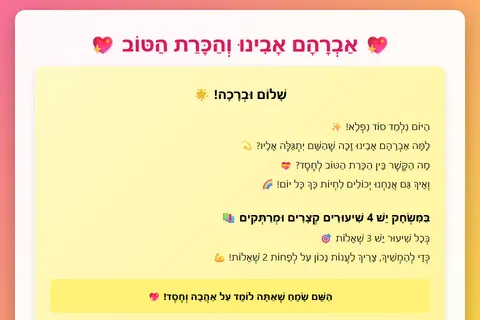 💖 אַבְרָהָם אָבִינוּ וְהַכָּרַת הַטּוֹב 💖
שָׁלוֹם וּבְרָכָה! 🌟
הַיּוֹם נִלְמַד סוֹד נִפְלָא! ✨
לָמָּה אַבְרָהָם אָבִינוּ זָכָה שֶׁהַשֵּׁם יִתְגַּלֶּה אֵלָיו? 💫
מַה הַקֶּשֶׁר בֵּין הַכָּרַת הַטּוֹב לְחֶסֶד? 💝
וְאֵיךְ גַּם אֲנַחְנוּ יְכוֹלִים לִחְיוֹת כָּךְ כָּל יוֹם! 🌈
בַּמִּשְׂחָק יֵשׁ 4 שִׁיעוּרִים קְצָרִים וּמְרַתְּקִים 📚
בְּכָל שִׁיעוּר יֵשׁ 3 שְׁאֵלוֹת 🎯
כְּדֵי לְהַמְשִׁיךְ, צָרִיךְ לַעֲנוֹת נָכוֹן עַל לְפָחוֹת 2 שְׁאֵלוֹת! 💪
הַשֵּׁם שָׂמֵחַ שֶׁאַתָּה לוֹמֵד עַל אַהֲבָה וְחֶסֶד! 💖